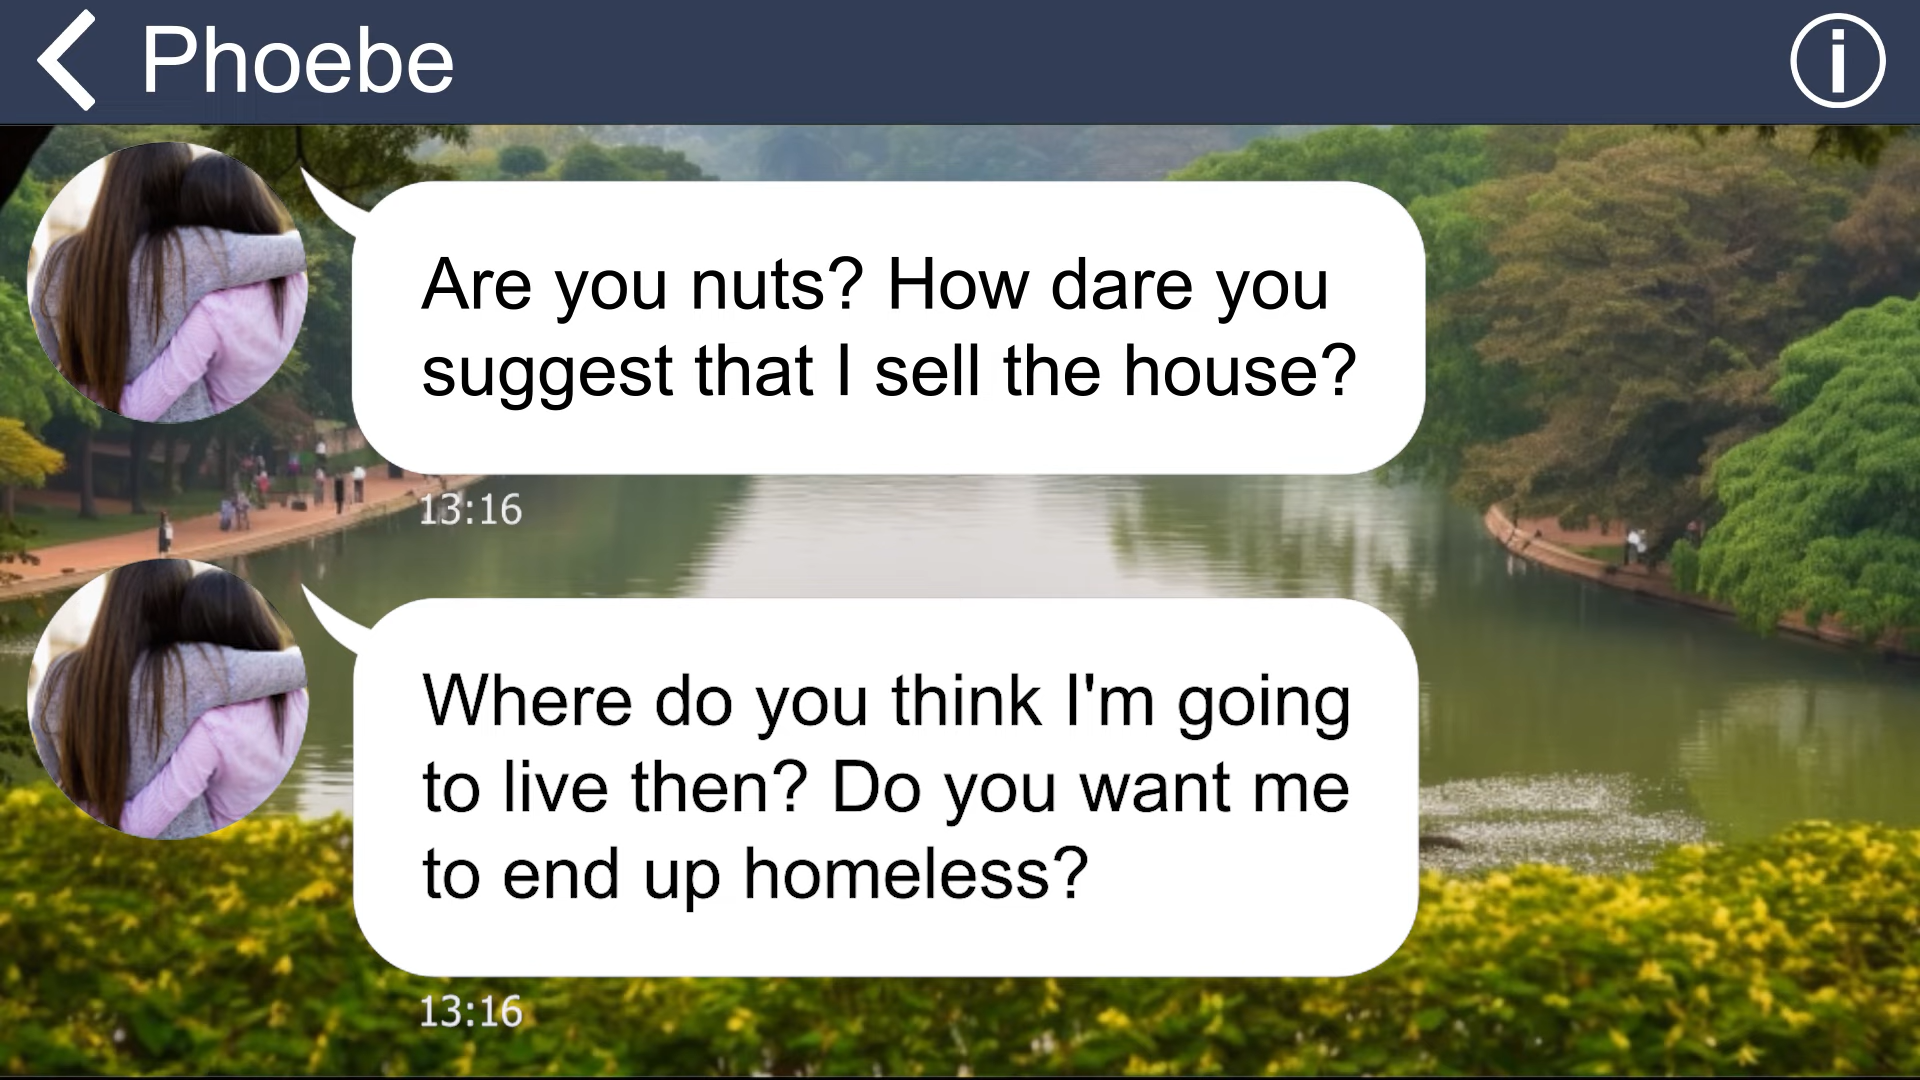 Phoebe
Are you nuts? How dare you
suggest that I sell the house?
13:16
Where do you think I'm going
to live then? Do you want me
to end up homeless?
13:16